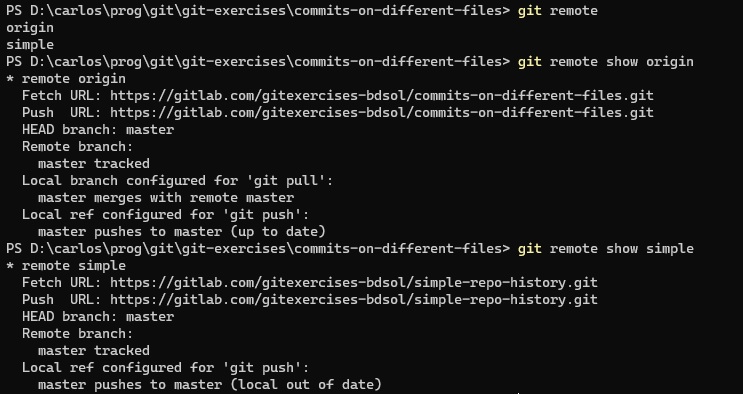 PS D:\carlos\prog\git\git-exercises\commits-on-different-files> git remote
origin
simple
PS D:\carlos\prog\git\git-exercises\commits-on-different-files> git remote show origin
* remote origin
  Fetch URL: https://gitlab.com/gitexercises-bdsol/commits-on-different-files.git
  Push  URL: https://gitlab.com/gitexercises-bdsol/commits-on-different-files.git
  HEAD branch: master
  Remote branch:
    master tracked
  Local branch configured for 'git pull':
    master merges with remote master
  Local ref configured for 'git push':
    master pushes to master (up to date)
PS D:\carlos\prog\git\git-exercises\commits-on-different-files> git remote show simple
* remote simple
  Fetch URL: https://gitlab.com/gitexercises-bdsol/simple-repo-history.git
  Push  URL: https://gitlab.com/gitexercises-bdsol/simple-repo-history.git
  HEAD branch: master
  Remote branch:
    master tracked
  Local ref configured for 'git push':
    master pushes to master (local out of date)